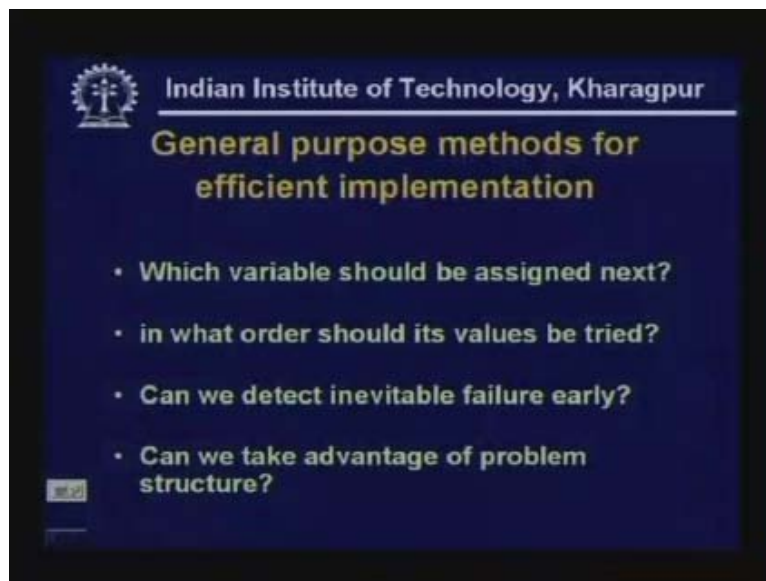 Indian Institute of Technology, Kharagpur
General purpose methods for
efficient implementation
• Which variable should be assigned next?
• in what order should its values be tried?
• Can we detect inevitable failure early?
• Can we take advantage of problem
structure?